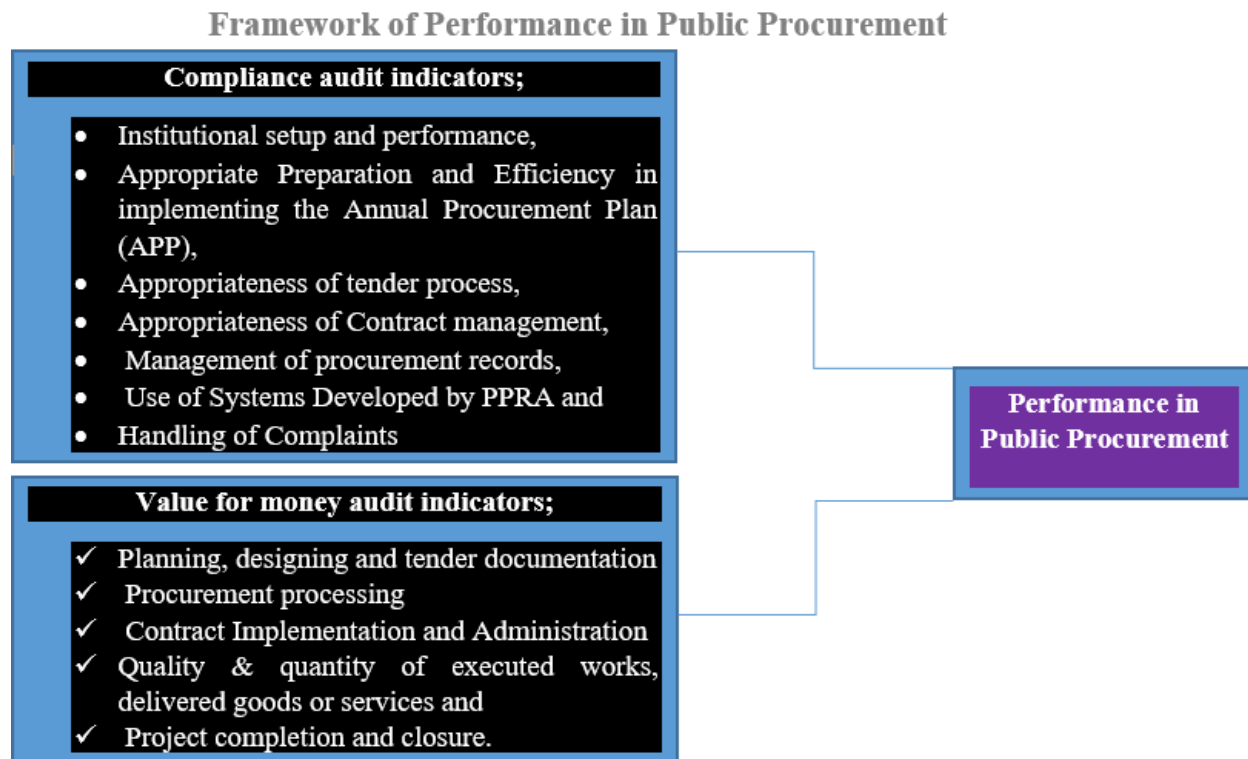 Framework of Performance in Public Procurement
Compliance audit indicators;
● Institutional setup and performance,
● Appropriate Preparation and Efficiency in
implementing the Annual Procurement Plan
(APP),
● Appropriateness of tender process,
● Appropriateness of Contract management,
● Management of procurement records,
● Use of Systems Developed by PPRA and
● Handling of Complaints
Performance in
Public Procurement
Value for money audit indicators;
✓ Planning, designing and tender documentation
✓ Procurement processing
✓ Contract Implementation and Administration
✓ Quality & quantity of executed works,
delivered goods or services and
✓ Project completion and closure.